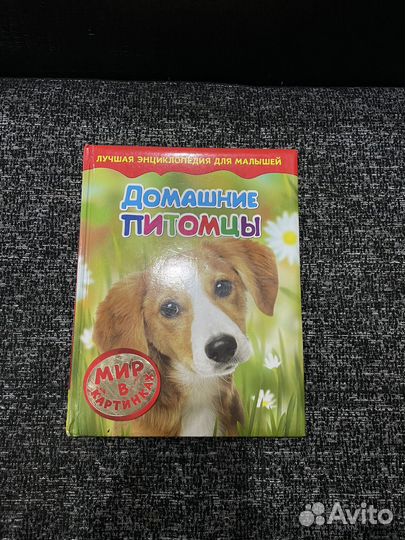 ЛУЧШАЯ ЭНЦИКЛОПЕДИЯ ДЛЯ МАЛЫШЕЙ
ДОМАШНИЕ
ПИТОМЦЫ
МИР
В
КАРТИНКАХ
Avito